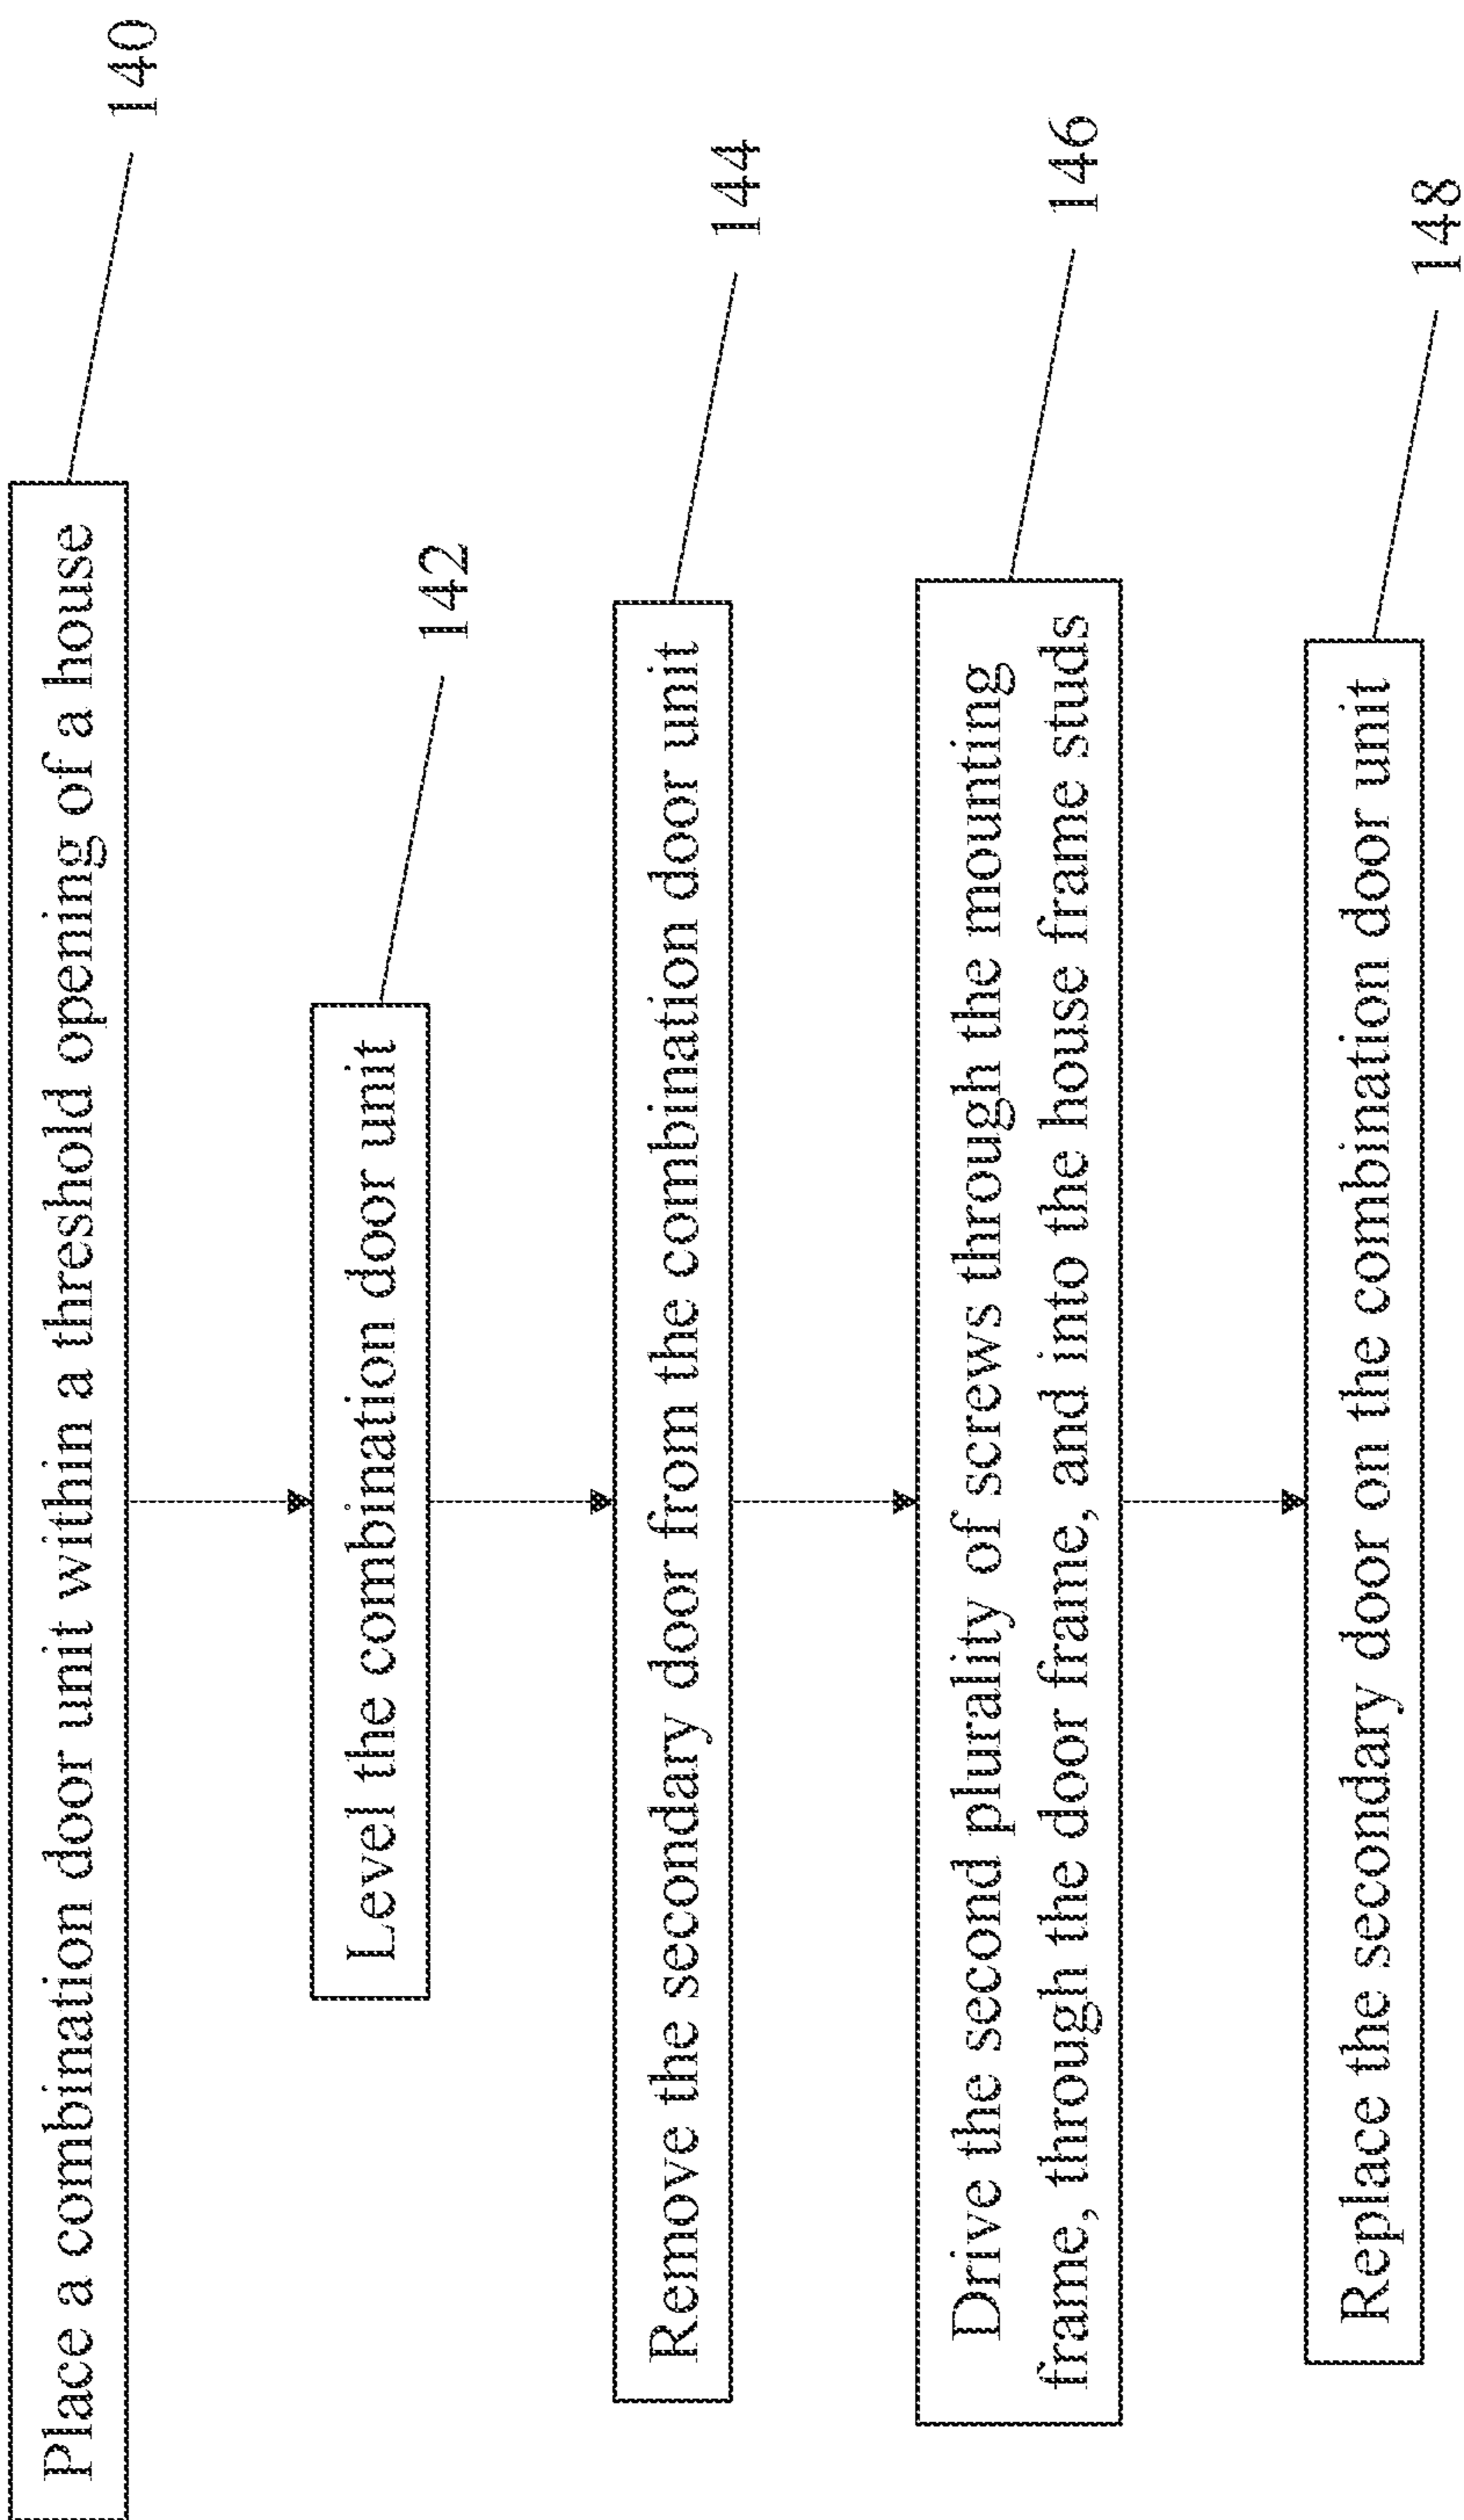 Place a combination door unit within a threshold opening of a house
140
Level the combination door unit
142
Remove the secondary door from the combination door unit
144
Drive the second plurality of screws through the mounting
frame, through the door frame, and into the house frame studs
146
Replace the secondary door on the combination door unit
148